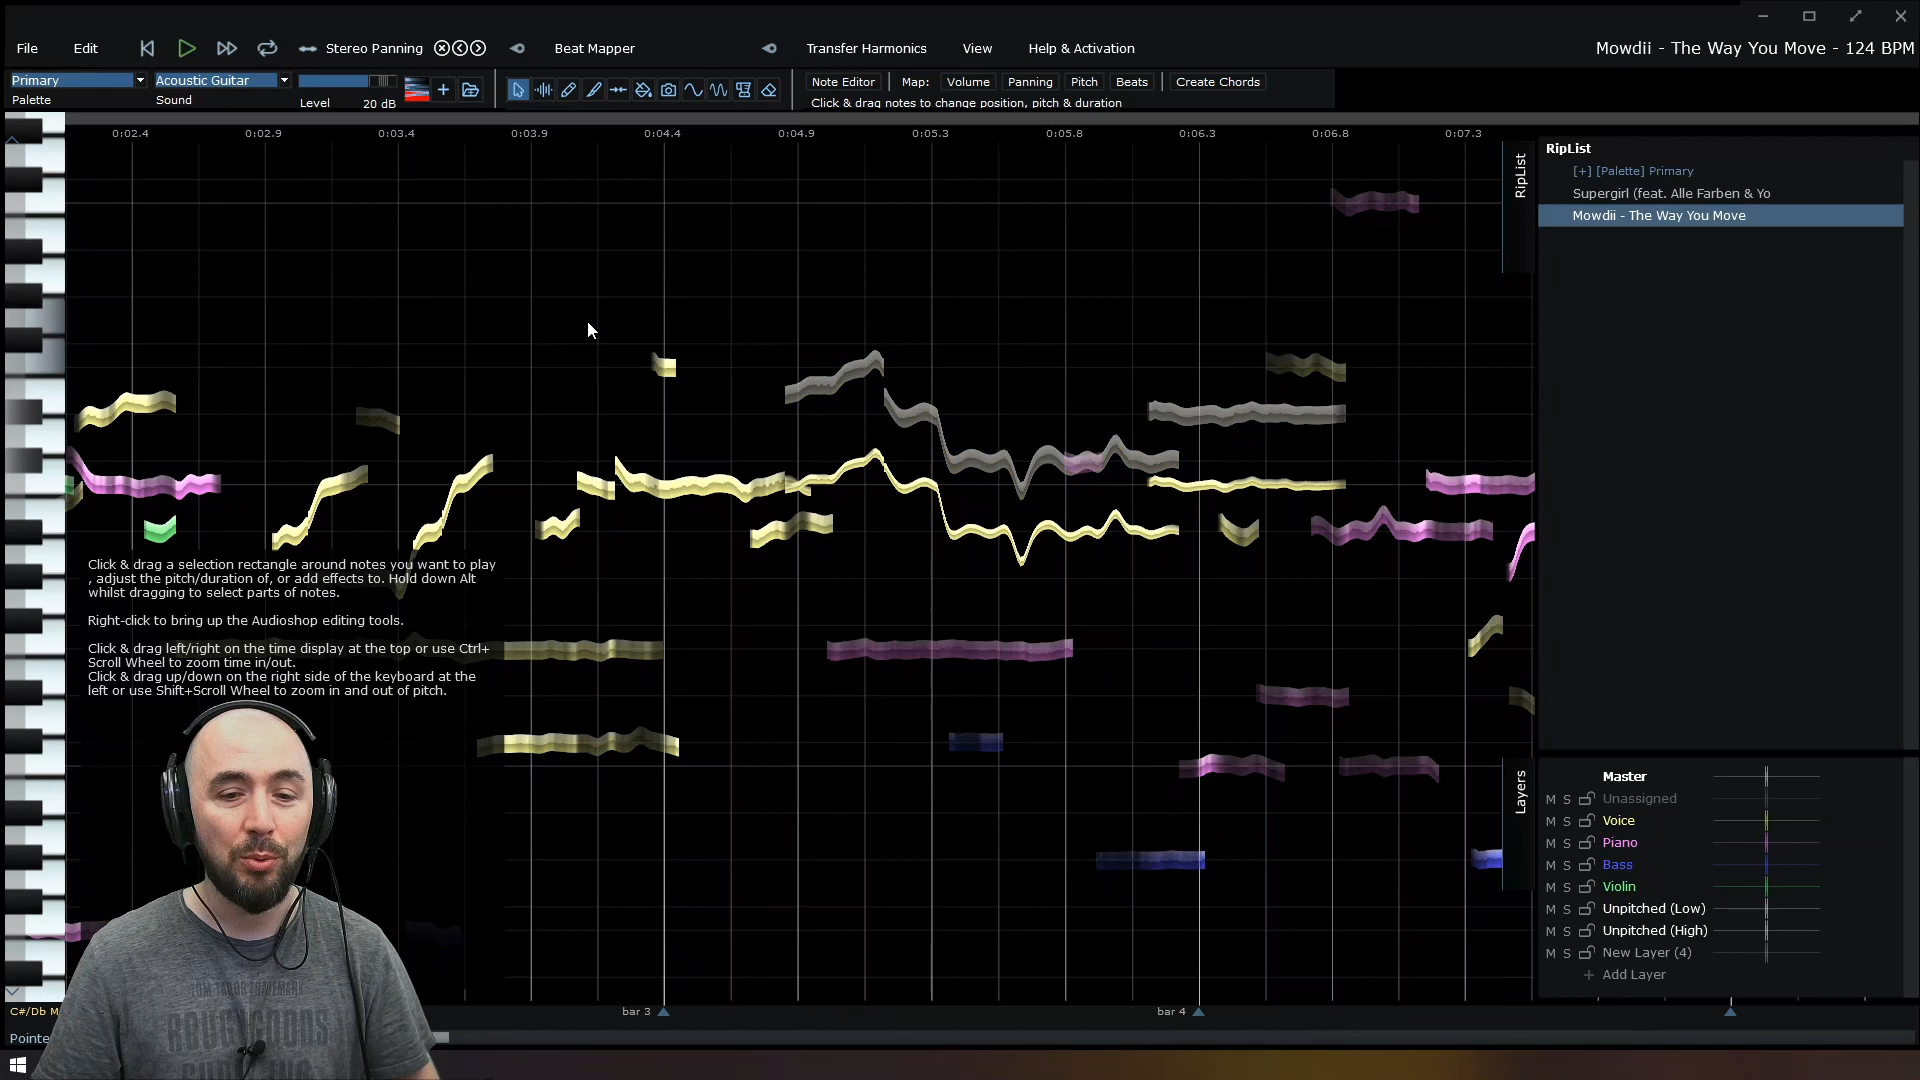 File
Edit
Stereo Panning
Beat Mapper
Transfer Harmonics
View
Help & Activation
Mowdii - The Way You Move - 124 BPM
Primary
Palette
Acoustic Guitar
Sound
Level
20 dB
Note Editor
Map:
Volume
Panning
Pitch
Beats
Create Chords
Click & drag notes to change position, pitch & duration
0:02.4
0:02.9
0:03.4
0:03.9
0:04.4
0:04.9
0:05.3
0:05.8
0:06.3
0:06.8
0:07.3
RipList
RipList
[+] [Palette] Primary
Supergirl (feat. Alle Farben & Yo
Mowdii - The Way You Move
Click & drag a selection rectangle around notes you want to play
, adjust the pitch/duration of, or add effects to. Hold down Alt
whilst dragging to select parts of notes.
Right-click to bring up the Audioshop editing tools.
Click & drag left/right on the time display at the top or use Ctrl+
Scroll Wheel to zoom time in/out.
Click & drag up/down on the right side of the keyboard at the
left or use Shift+Scroll Wheel to zoom in and out of pitch.
Layers
Master
M S Unassigned
M S Voice
M S Piano
M S Bass
M S Violin
M S Unpitched (Low)
M S Unpitched (High)
M S New Layer (4)
+ Add Layer
C#/Db M
bar 3
bar 4
Pointe